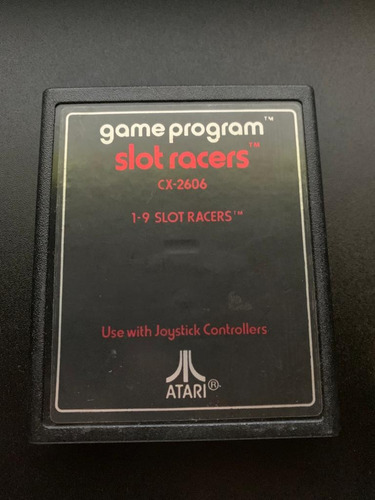 game program™
slot racers™
CX-2606
1-9 SLOT RACERS™
Use with Joystick Controllers
ATARI®